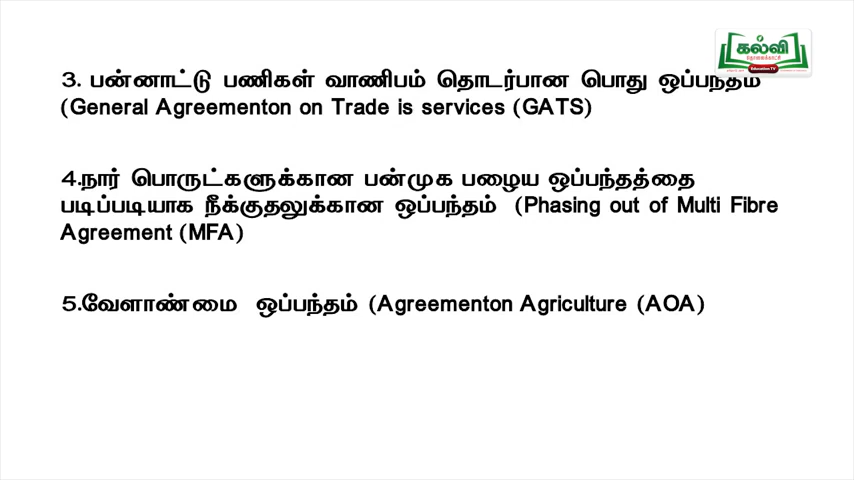 கல்வி
தொலைக்காட்சி
Education TV
3. பன்னாட்டு பணிகள் வாணிபம் தொடர்பான பொது ஒப்பந்தம்
(General Agreementon on Trade is services (GATS)
4.நார் பொருட்களுக்கான பன்முக பழைய ஒப்பந்தத்தை
படிப்படியாக நீக்குதலுக்கான ஒப்பந்தம் (Phasing out of Multi Fibre
Agreement (MFA)
5.வேளாண்மை ஒப்பந்தம் (Agreementon Agriculture (AOA)